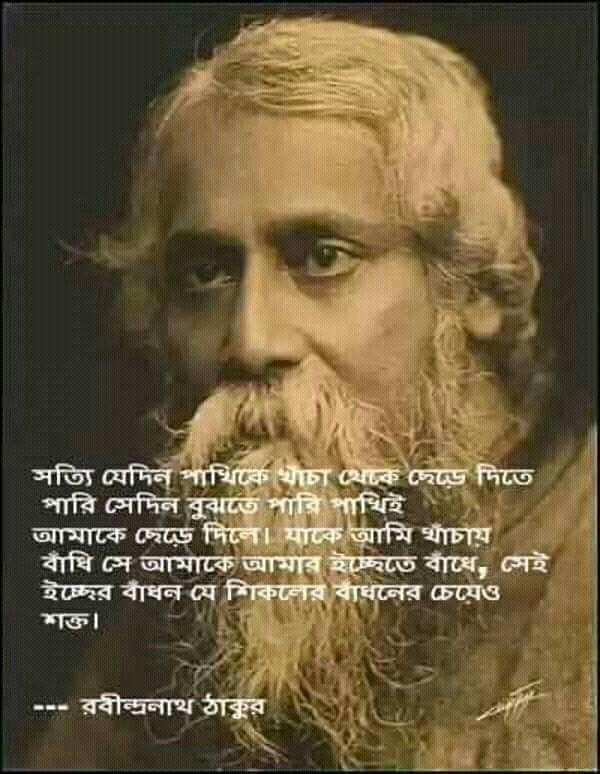 সত্যি যেদিন পাখিকে খাঁচা থেকে ছেড়ে দিতে
পারি সেদিন বুঝতে পারি পাখিই
আমাকে ছেড়ে দিলে। যাকে আমি খাঁচায়
বাঁধি সে আমাকে আমার ইচ্ছেতে বাঁধে, সেই
ইচ্ছের বাঁধন যে শিকলের বাঁধনের চেয়েও
শক্ত।
--- রবীন্দ্রনাথ ঠাকুর